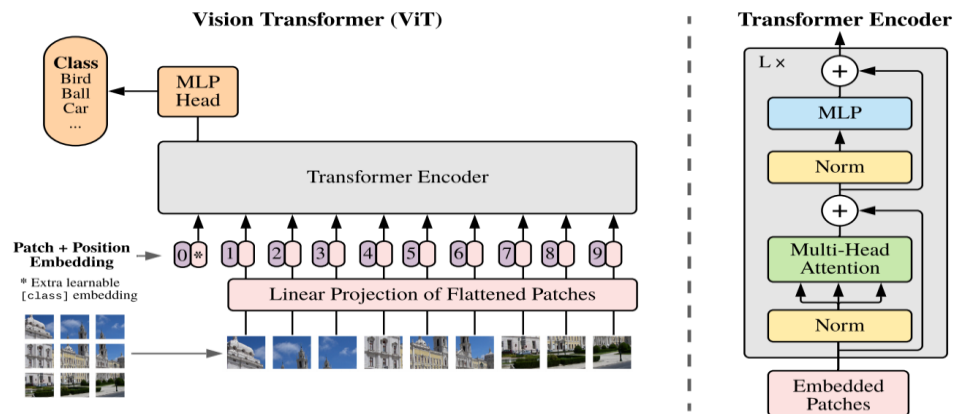 Vision Transformer (ViT)
Class
Bird
Ball
Car
...
MLP
Head
Transformer Encoder
Patch + Position
Embedding
* Extra learnable
[class] embedding
0 * 1 2 3 4 5 6 7 8 9
Linear Projection of Flattened Patches
Transformer Encoder
L ×
+
MLP
Norm
+
Multi-Head
Attention
Norm
Embedded
Patches